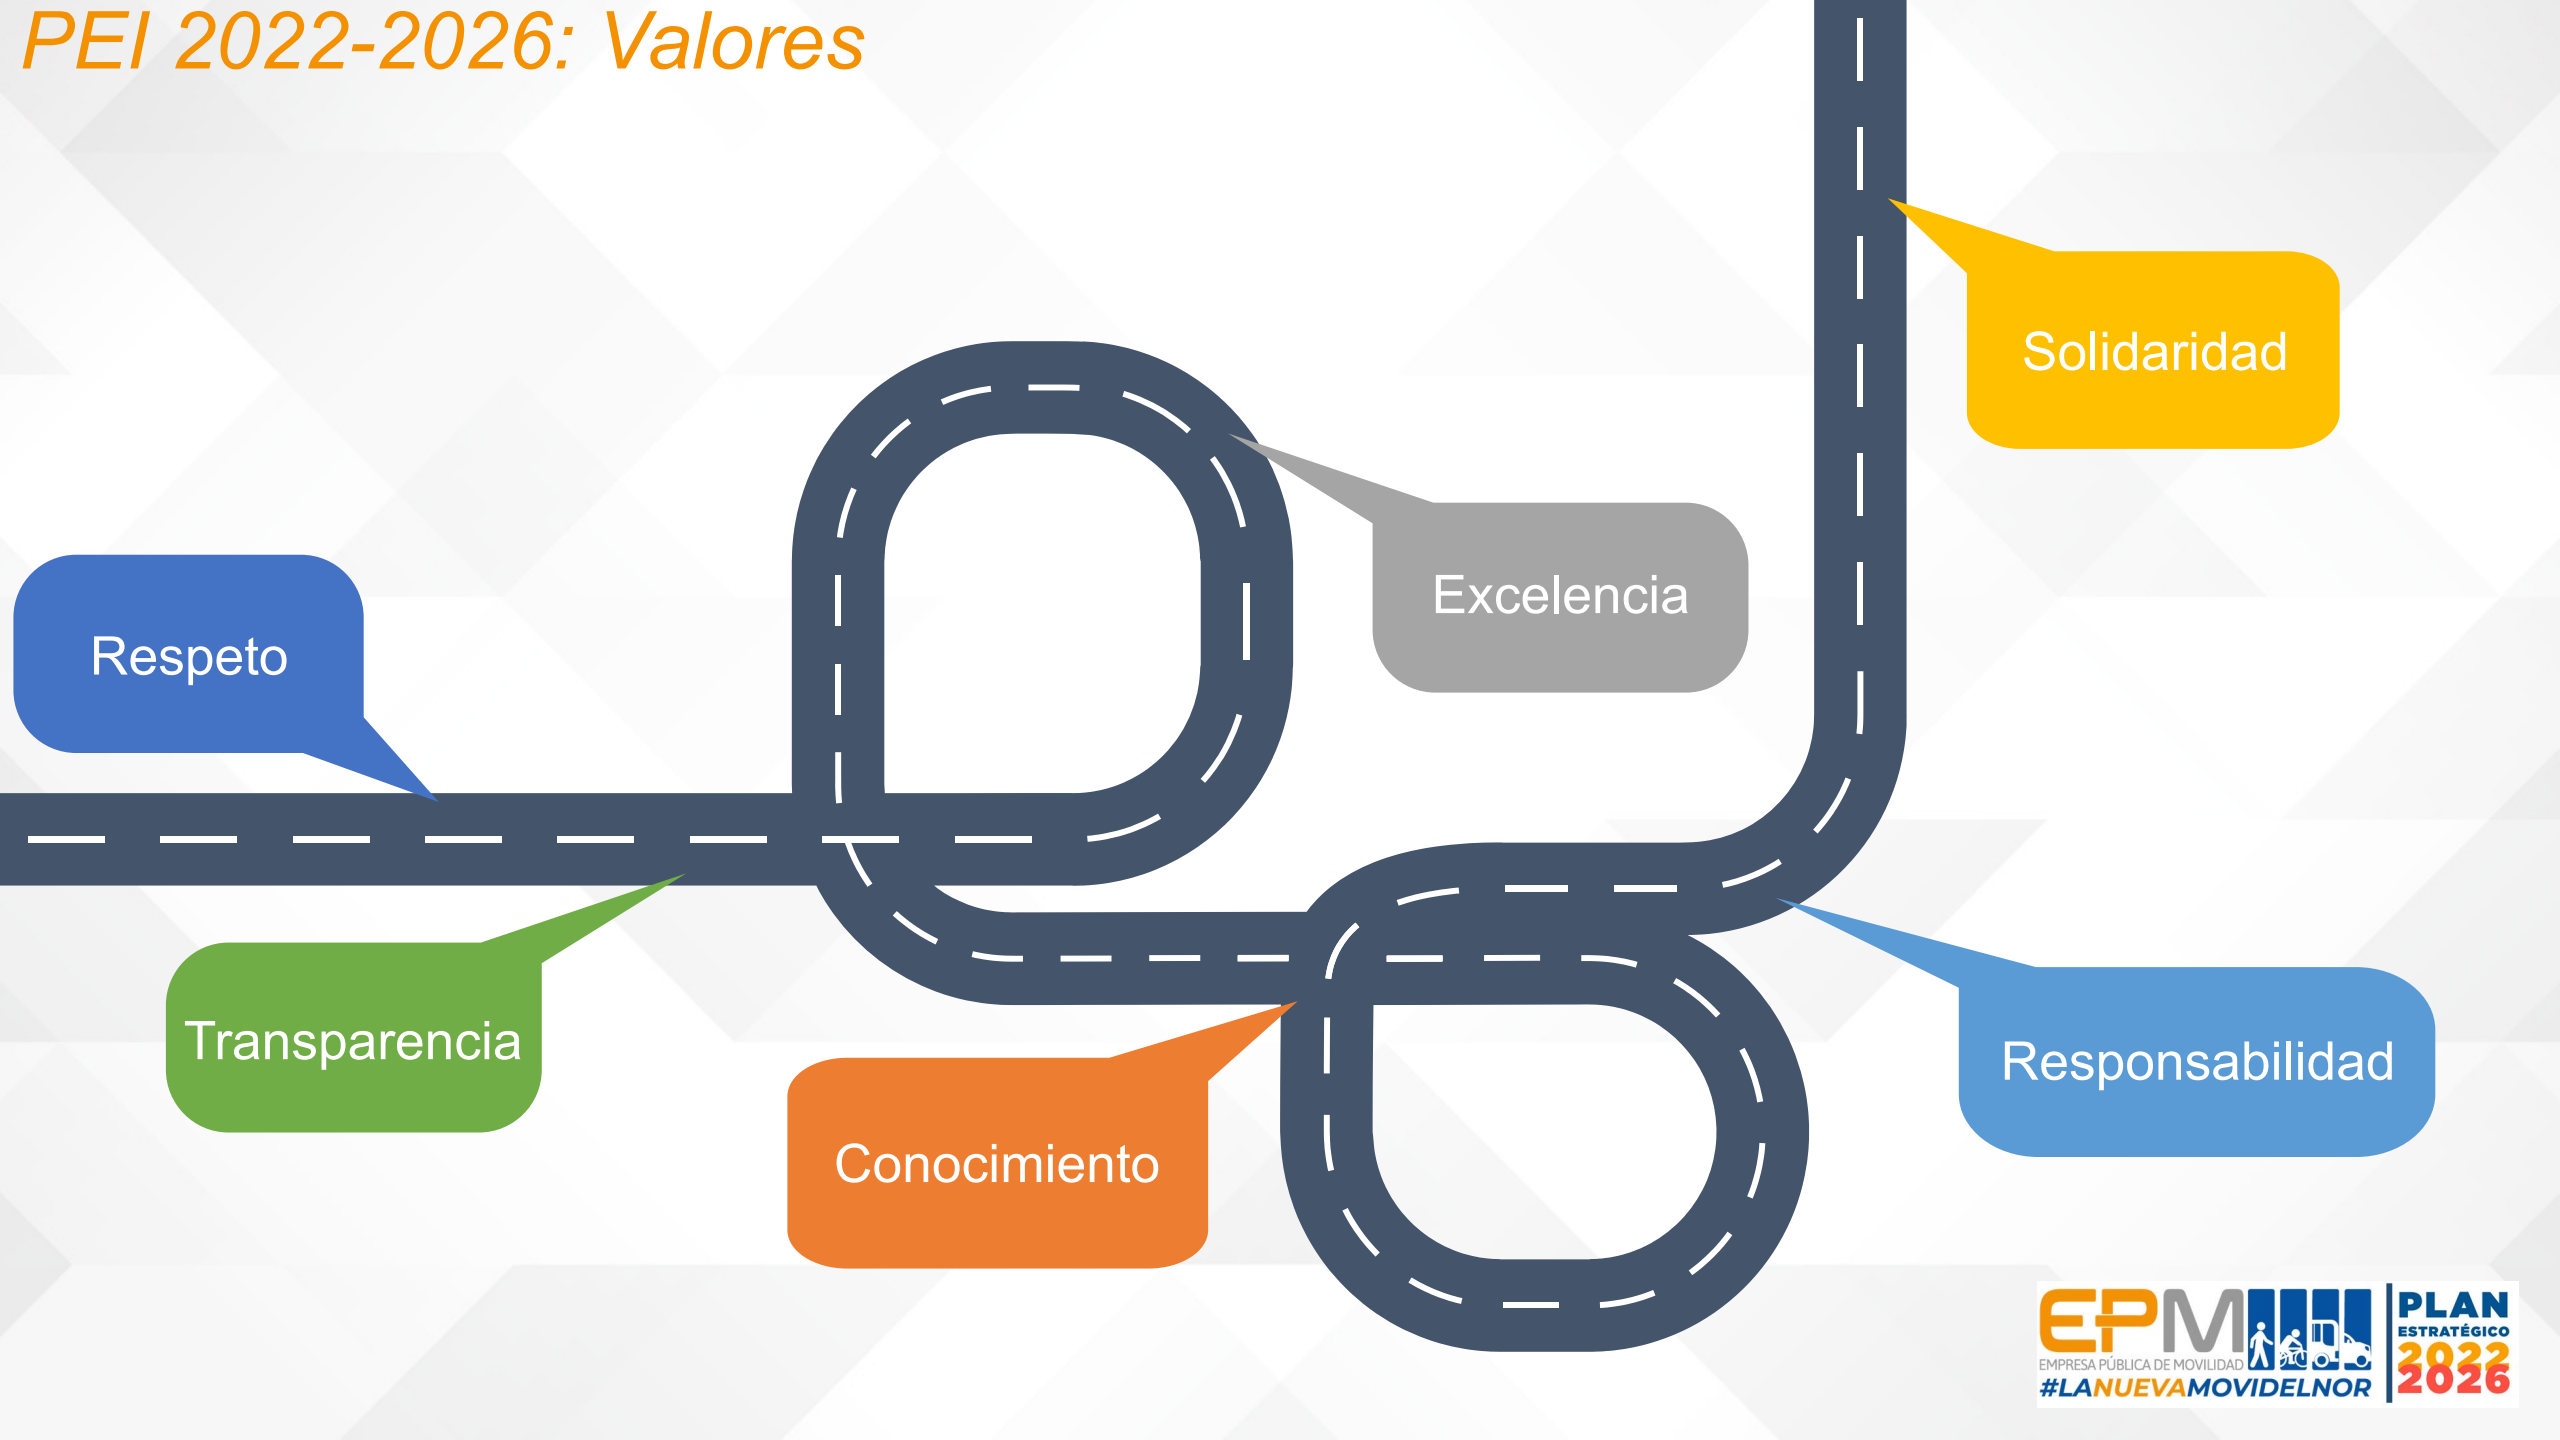 PEI 2022-2026: Valores
Solidaridad
Excelencia
Respeto
Transparencia
Conocimiento
Responsabilidad
EPM
EMPRESA PÚBLICA DE MOVILIDAD
#LANUEVAMOVIDELNOR
PLAN
ESTRATÉGICO
2022
2026